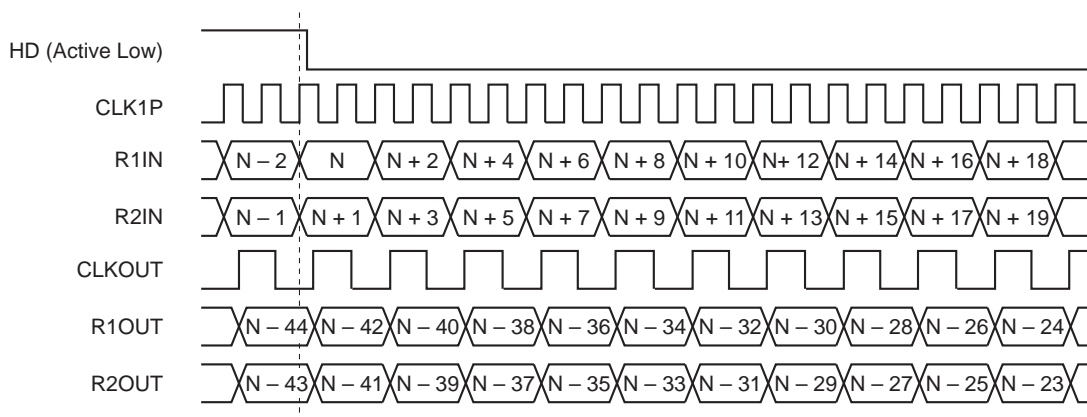 HD (Active Low)
CLK1P
R1IN N – 2 N N + 2 N + 4 N + 6 N + 8 N + 10 N+ 12 N + 14 N + 16 N + 18
R2IN N – 1 N + 1 N + 3 N + 5 N + 7 N + 9 N + 11 N + 13 N + 15 N + 17 N + 19
CLKOUT
R1OUT N – 44 N – 42 N – 40 N – 38 N – 36 N – 34 N – 32 N – 30 N – 28 N – 26 N – 24
R2OUT N – 43 N – 41 N – 39 N – 37 N – 35 N – 33 N – 31 N – 29 N – 27 N – 25 N – 23